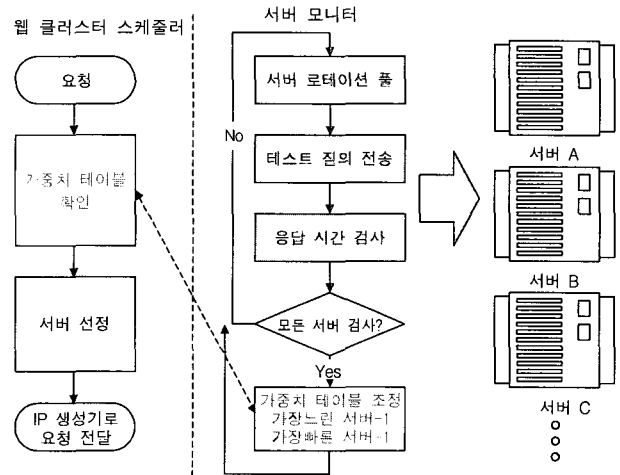 웹 클러스터 스케줄러
요청
가중치 테이블
확인
서버 선정
IP 생성기로
요청 전달
서버 모니터
서버 로테이션 풀
No
테스트 질의 전송
응답 시간 검사
모든 서버 검사?
Yes
가중치 테이블 조정
가장느린 서버-1
가장빠른 서버-1
서버 A
서버 B
서버 C